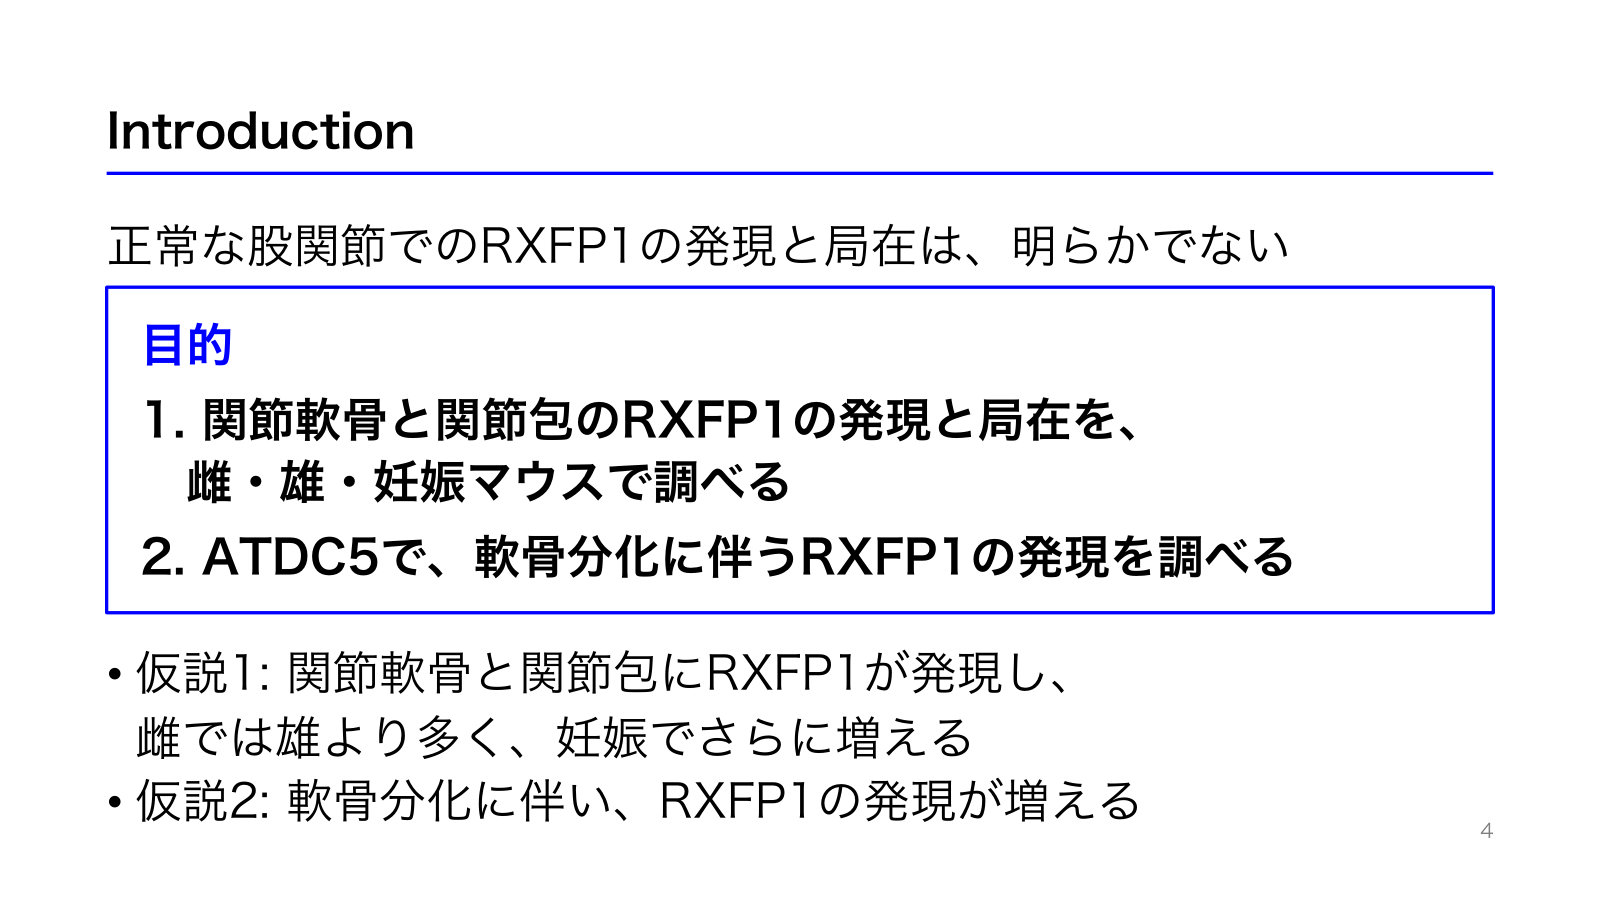 Introduction
正常な股関節でのRXFP1の発現と局在は、明らかでない
目的
1. 関節軟骨と関節包のRXFP1の発現と局在を、
雌・雄・妊娠マウスで調べる
2. ATDC5で、軟骨分化に伴うRXFP1の発現を調べる
• 仮説1: 関節軟骨と関節包にRXFP1が発現し、
雌では雄より多く、妊娠でさらに増える
• 仮説2: 軟骨分化に伴い、RXFP1の発現が増える
4